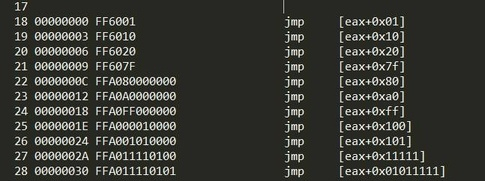 17
18 00000000 FF6001 jmp [eax+0x01]
19 00000003 FF6010 jmp [eax+0x10]
20 00000006 FF6020 jmp [eax+0x20]
21 00000009 FF607F jmp [eax+0x7f]
22 0000000C FFA080000000 jmp [eax+0x80]
23 00000012 FFA0A0000000 jmp [eax+0xa0]
24 00000018 FFA0FF000000 jmp [eax+0xff]
25 0000001E FFA000010000 jmp [eax+0x100]
26 00000024 FFA001010000 jmp [eax+0x101]
27 0000002A FFA011110100 jmp [eax+0x11111]
28 00000030 FFA011110101 jmp [eax+0x01011111]